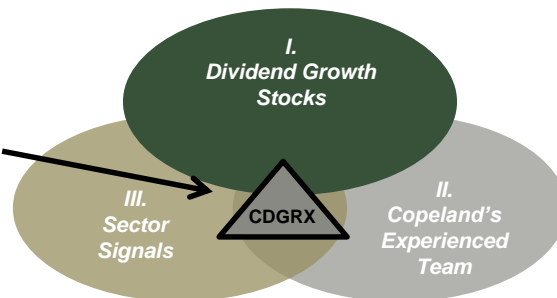 I.
Dividend Growth
Stocks
III.
Sector
Signals
CDGRX
II.
Copeland's
Experienced
Team